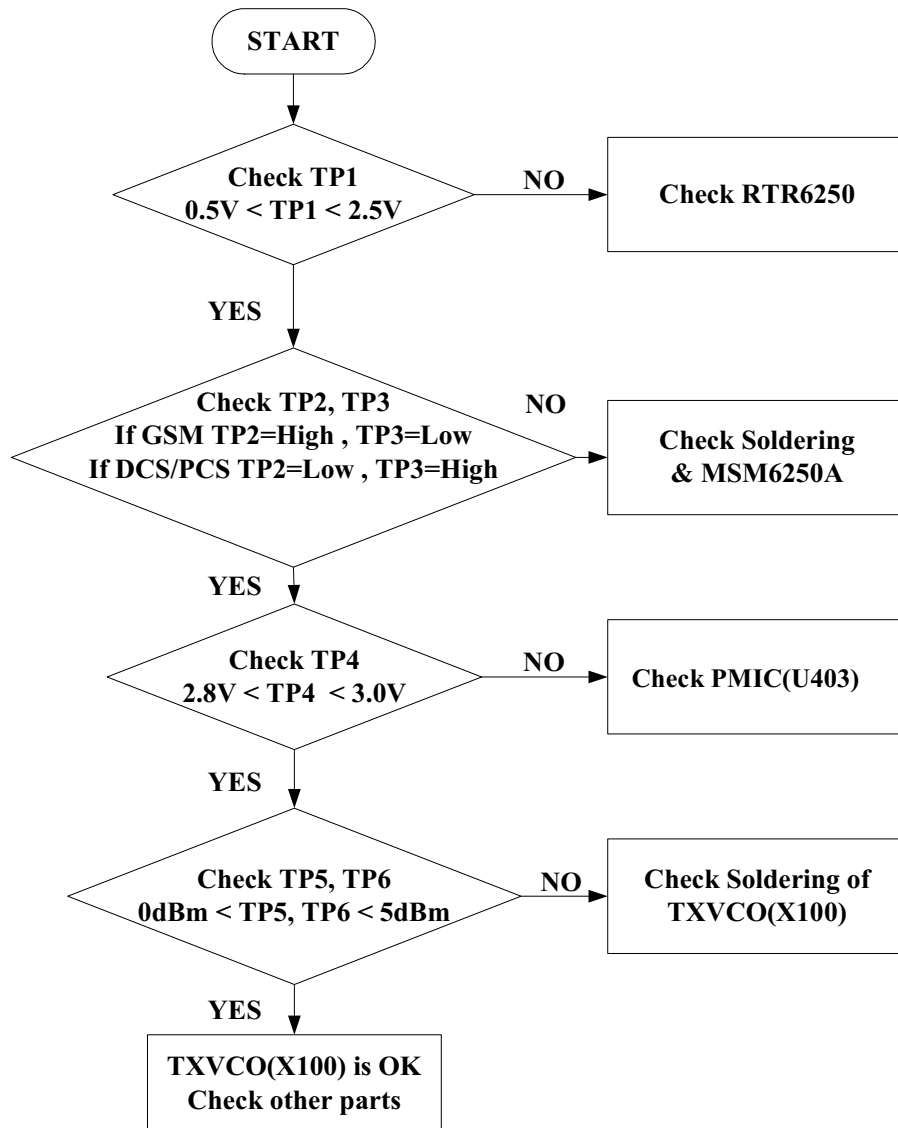 START
Check TP1
0.5V < TP1 < 2.5V
NO
Check RTR6250
YES
Check TP2, TP3
If GSM TP2=High , TP3=Low
If DCS/PCS TP2=Low , TP3=High
NO
Check Soldering
& MSM6250A
YES
Check TP4
2.8V < TP4 < 3.0V
NO
Check PMIC(U403)
YES
Check TP5, TP6
0dBm < TP5, TP6 < 5dBm
NO
Check Soldering of
TXVCO(X100)
YES
TXVCO(X100) is OK
Check other parts